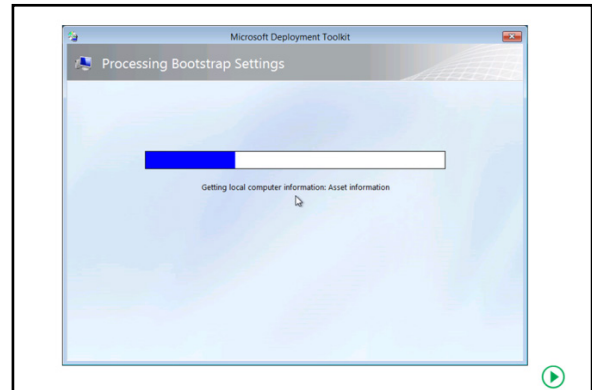 Microsoft Deployment Toolkit
Processing Bootstrap Settings
Getting local computer information: Asset information